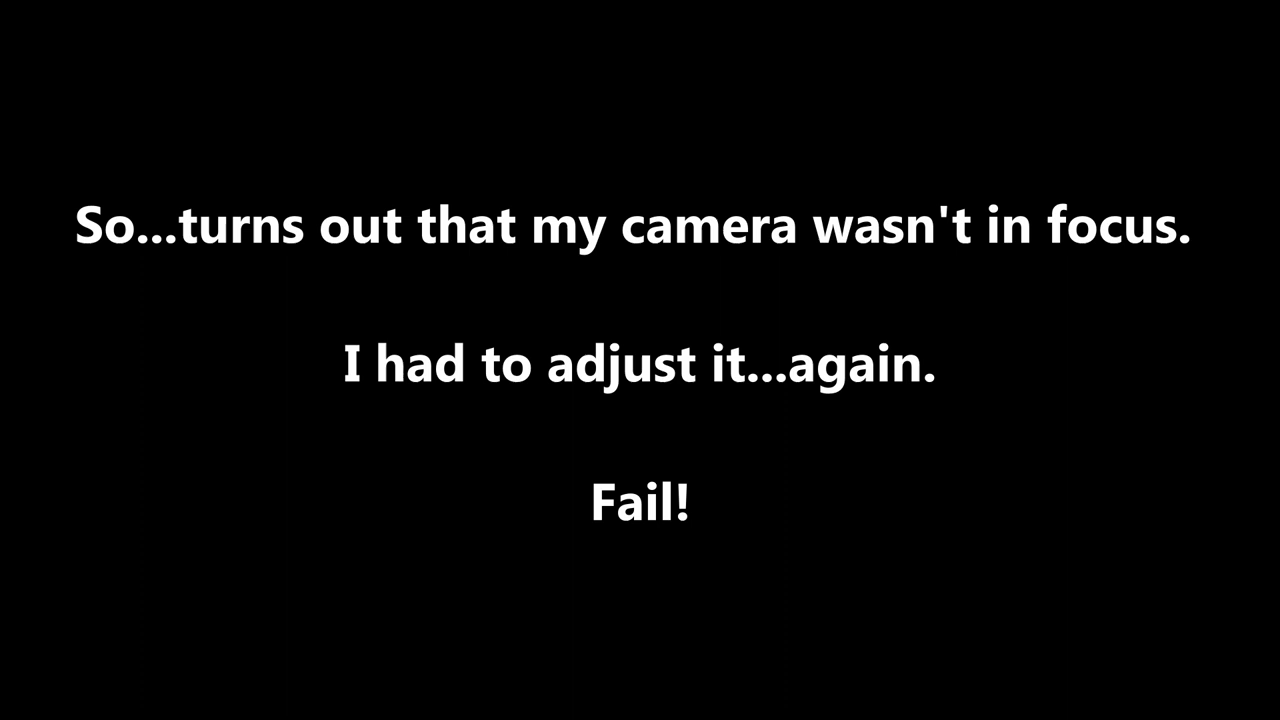 So...turns out that my camera wasn't in focus.
I had to adjust it...again.
Fail!